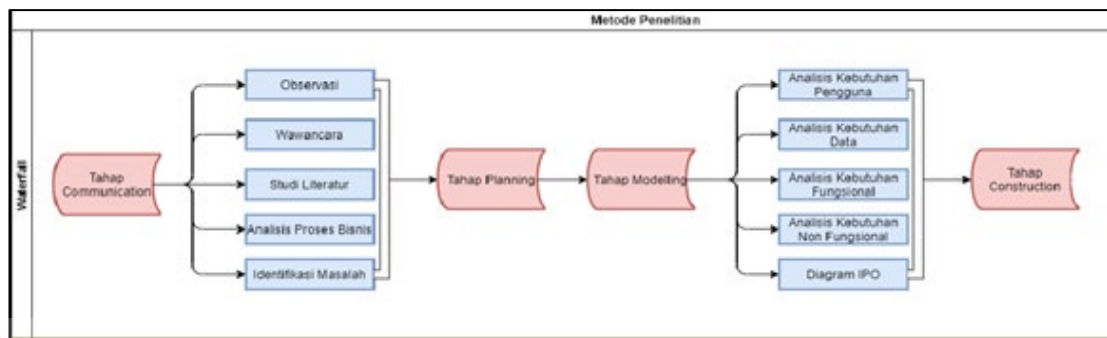 Metode Penelitian
Waterfall
Tahap
Communication
Observasi
Wawancara
Studi Literatur
Analisis Proses Bisnis
Identifikasi Masalah
Tahap Planning
Tahap Modelling
Analisis Kebutuhan
Pengguna
Analisis Kebutuhan
Data
Analisis Kebutuhan
Fungsional
Analisis Kebutuhan
Non Fungsional
Diagram IPO
Tahap
Construction